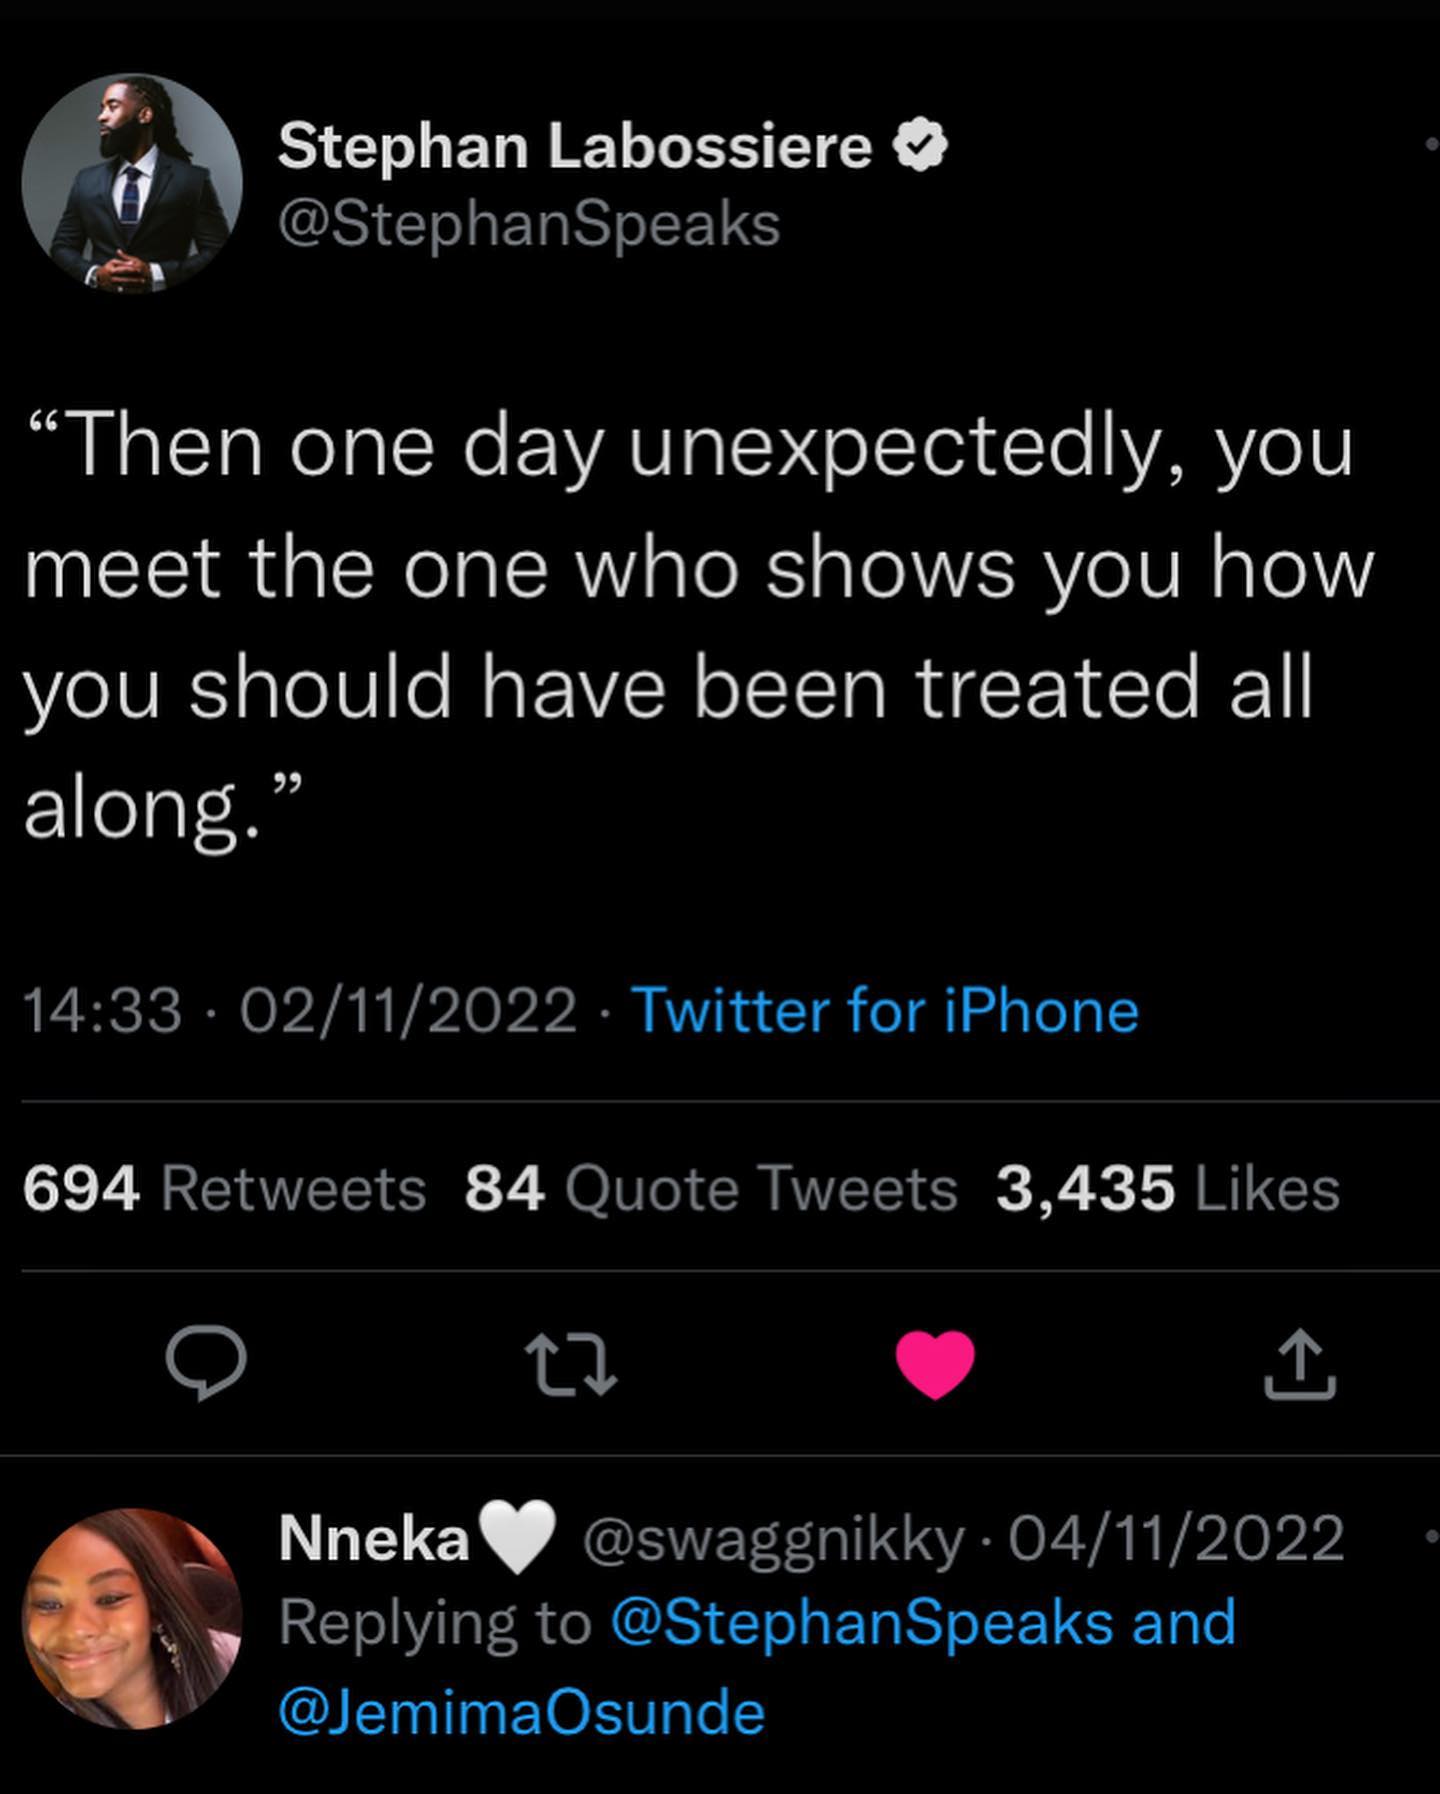 Stephan Labossiere
@StephanSpeaks
“Then one day unexpectedly, you
meet the one who shows you how
you should have been treated all
along.”
14:33 · 02/11/2022 · Twitter for iPhone
694 Retweets 84 Quote Tweets 3,435 Likes
Nneka🤍 @swaggnikky · 04/11/2022
Replying to @StephanSpeaks and
@JemimaOsunde